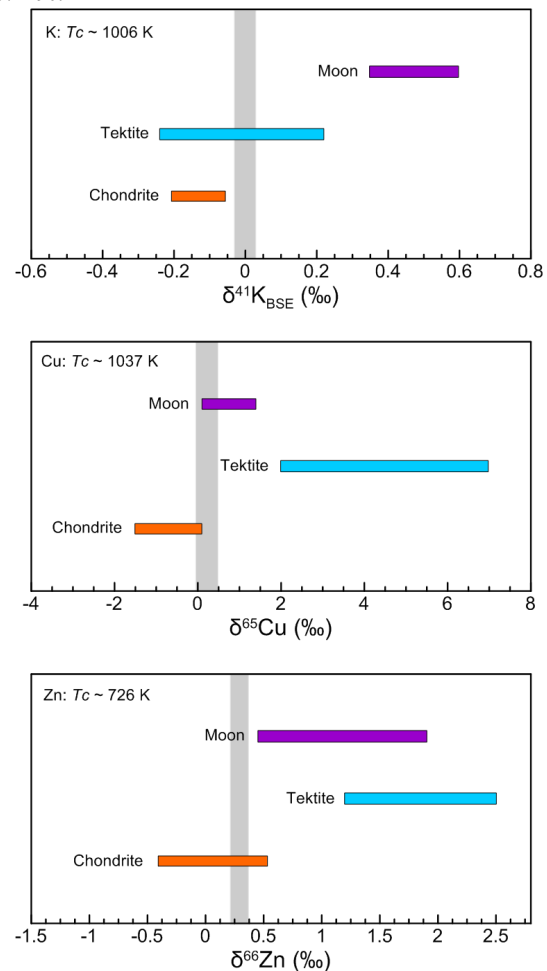 K: Tc ~ 1006 K
Moon
Tektite
Chondrite
-0.6 -0.4 -0.2 0 0.2 0.4 0.6 0.8
δ⁴¹K_BSE (‰)
Cu: Tc ~ 1037 K
Moon
Tektite
Chondrite
-4 -2 0 2 4 6 8
δ⁶⁵Cu (‰)
Zn: Tc ~ 726 K
Moon
Tektite
Chondrite
-1.5 -1 -0.5 0 0.5 1 1.5 2 2.5
δ⁶⁶Zn (‰)